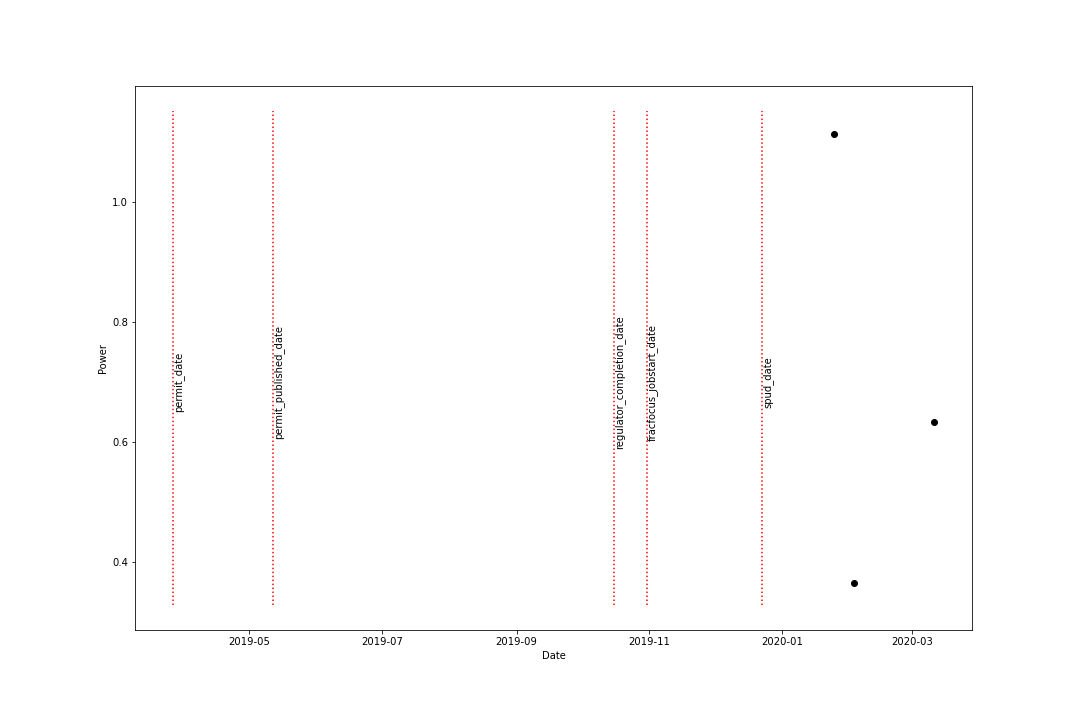 1.0
0.8
0.6
0.4
Power
permit_date
permit_published_date
regulator_completion_date
fracfocus_jobstart_date
spud_date
2019-05
2019-07
2019-09
2019-11
2020-01
2020-03
Date